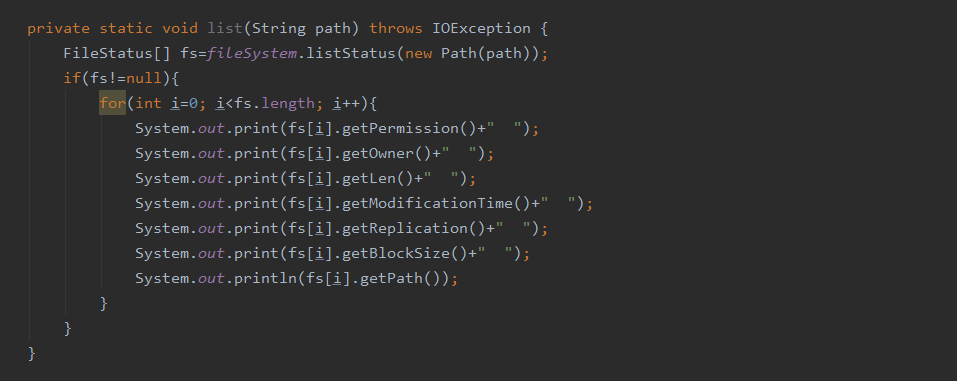 private static void list(String path) throws IOException {
    FileStatus[] fs=fileSystem.listStatus(new Path(path));
    if(fs!=null){
        for(int i=0; i<fs.length; i++){
            System.out.print(fs[i].getPermission()+"  ");
            System.out.print(fs[i].getOwner()+"  ");
            System.out.print(fs[i].getLen()+"  ");
            System.out.print(fs[i].getModificationTime()+"  ");
            System.out.print(fs[i].getReplication()+"  ");
            System.out.print(fs[i].getBlockSize()+"  ");
            System.out.println(fs[i].getPath());
        }
    }
}